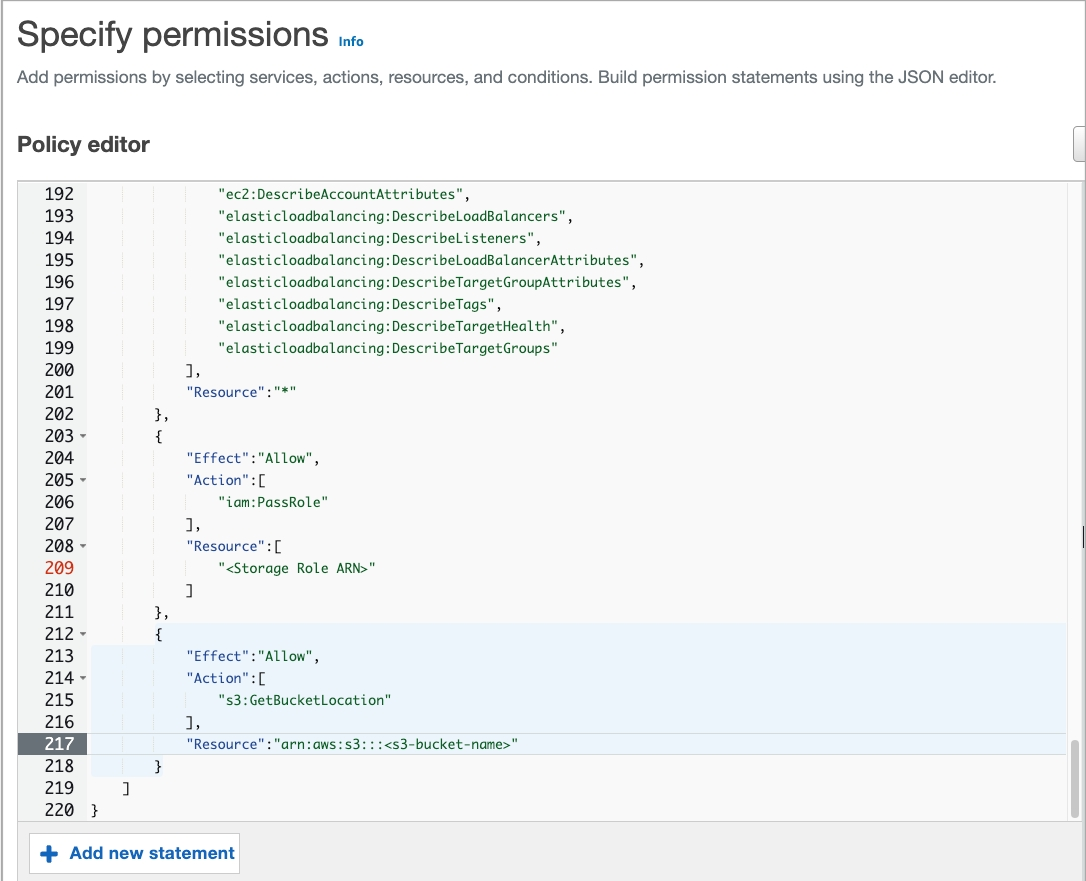 Specify permissions Info
Add permissions by selecting services, actions, resources, and conditions. Build permission statements using the JSON editor.
Policy editor
192 "ec2:DescribeAccountAttributes",
193 "elasticloadbalancing:DescribeLoadBalancers",
194 "elasticloadbalancing:DescribeListeners",
195 "elasticloadbalancing:DescribeLoadBalancerAttributes",
196 "elasticloadbalancing:DescribeTargetGroupAttributes",
197 "elasticloadbalancing:DescribeTags",
198 "elasticloadbalancing:DescribeTargetHealth",
199 "elasticloadbalancing:DescribeTargetGroups"
200 ],
201 "Resource":"*"
202 },
203 {
204 "Effect":"Allow",
205 "Action":[
206 "iam:PassRole"
207 ],
208 "Resource":[
209 "<Storage Role ARN>"
210 ]
211 },
212 {
213 "Effect":"Allow",
214 "Action":[
215 "s3:GetBucketLocation"
216 ],
217 "Resource":"arn:aws:s3:::<s3-bucket-name>"
218 }
219 ]
220 }
+ Add new statement